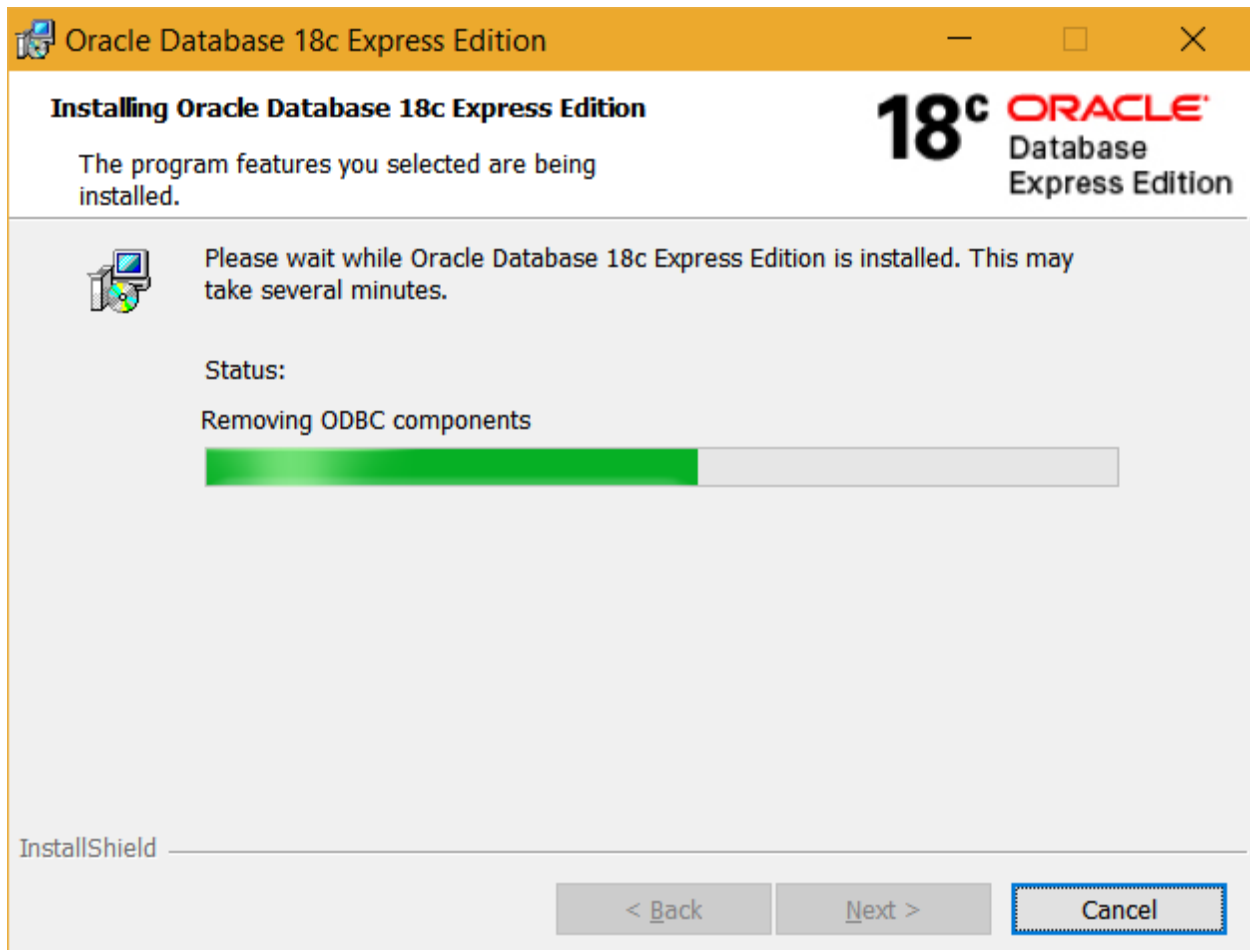 Oracle Database 18c Express Edition
Installing Oracle Database 18c Express Edition
The program features you selected are being
installed.
18c ORACLE
Database
Express Edition
Please wait while Oracle Database 18c Express Edition is installed. This may
take several minutes.
Status:
Removing ODBC components
InstallShield
< Back
Next >
Cancel